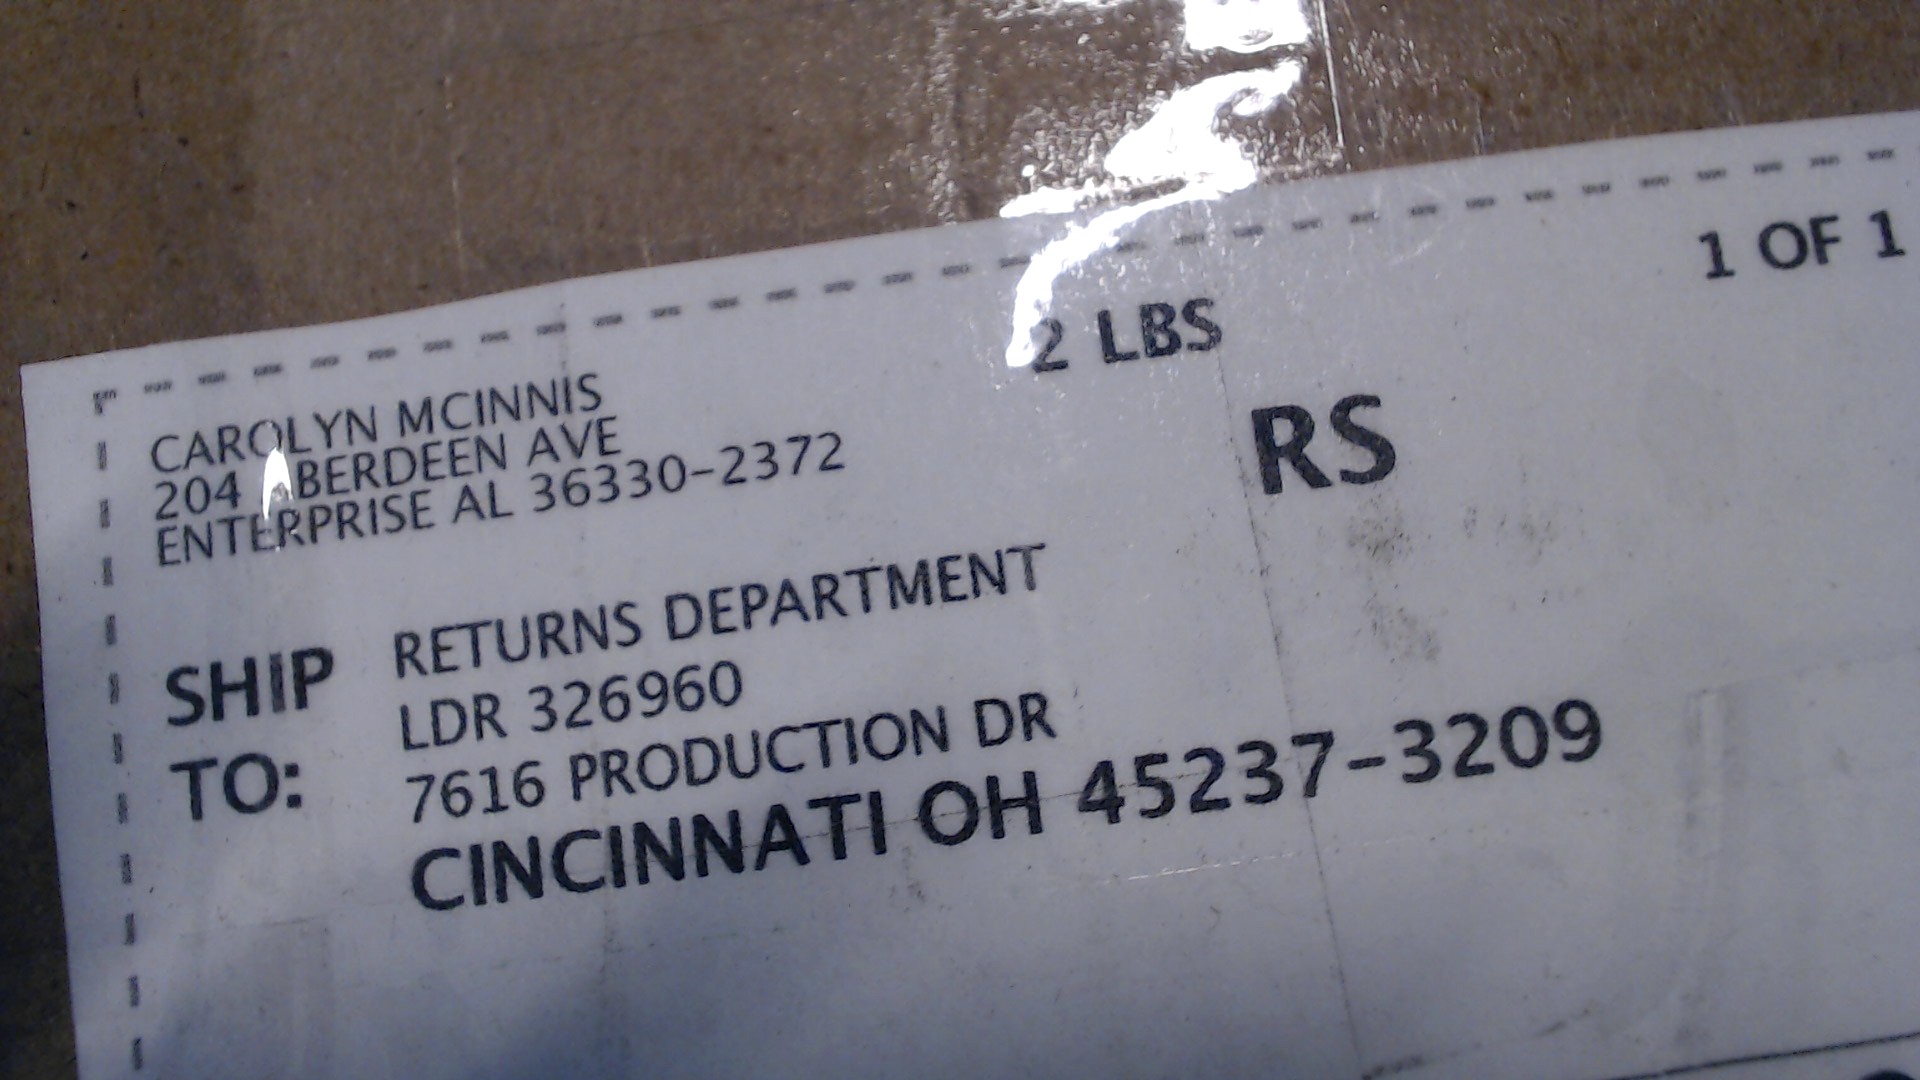 1 OF 1
2 LBS
RS
CAROLYN MCINNIS
204 ABERDEEN AVE
ENTERPRISE AL 36330-2372
SHIP TO:
RETURNS DEPARTMENT
LDR 326960
7616 PRODUCTION DR
CINCINNATI OH 45237-3209